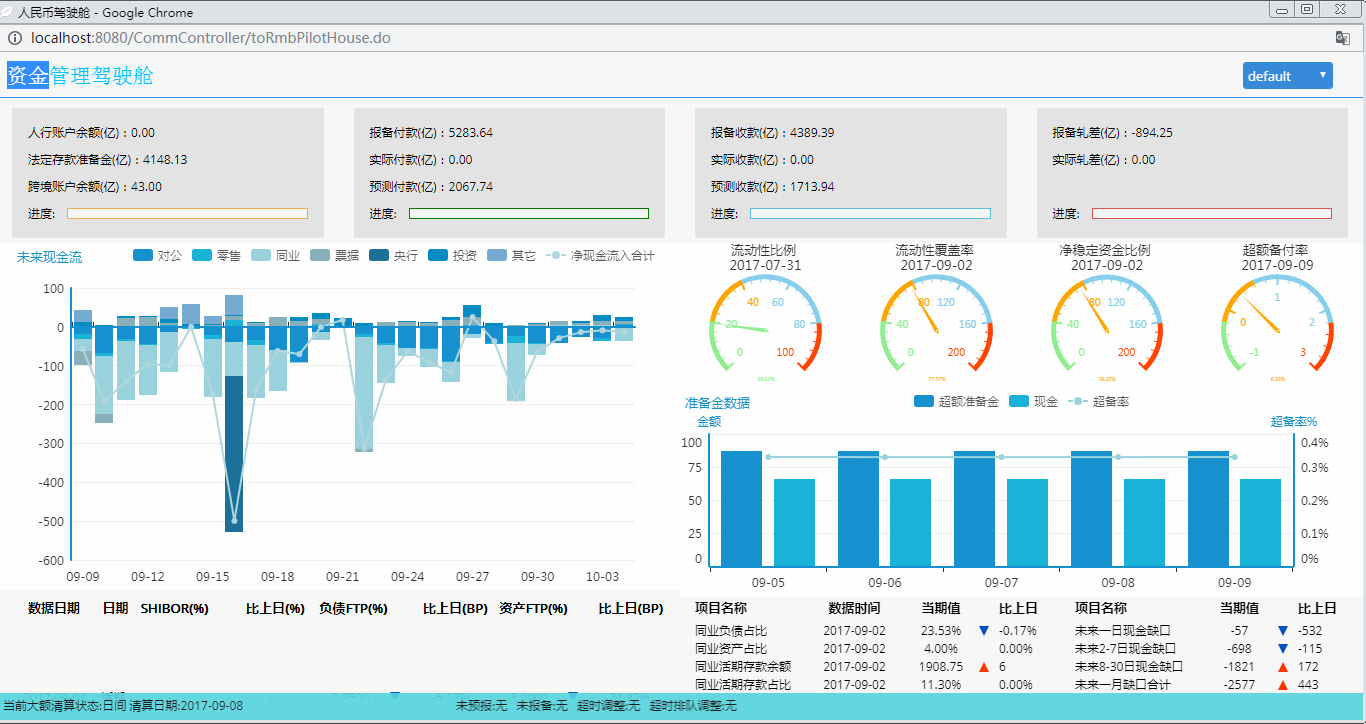 人民币驾驶舱 - Google Chrome
localhost:8080/CommController/toRmbPilotHouse.do
资金管理驾驶舱
default
人行账户余额(亿) : 0.00
法定存款准备金(亿) : 4148.13
跨境账户余额(亿) : 43.00
进度:
报备付款(亿) : 5283.64
实际付款(亿) : 0.00
预测付款(亿) : 2067.74
进度:
报备收款(亿) : 4389.39
实际收款(亿) : 0.00
预测收款(亿) : 1713.94
进度:
报备轧差(亿) : -894.25
实际轧差(亿) : 0.00
进度:
未来现金流
对公 零售 同业 票据 央行 投资 其它 净现金流入合计
100
0
-100
-200
-300
-400
-500
-600
09-09 09-12 09-15 09-18 09-21 09-24 09-27 09-30 10-03
流动性比例
2017-07-31
0 20 40 60 80 100
流动性覆盖率
2017-09-02
0 40 80 120 160 200
77.57%
净稳定资金比例
2017-09-02
0 40 80 120 160 200
76.22%
超额备付率
2017-09-09
-1 0 1 2 3
准备金数据
超额准备金 现金 超备率
金额 超备率%
100 0.4%
75 0.3%
50 0.2%
25 0.1%
0 0%
09-05 09-06 09-07 09-08 09-09
数据日期 日期 SHIBOR(%) 比上日(%) 负债FTP(%) 比上日(BP) 资产FTP(%) 比上日(BP)
项目名称 数据时间 当期值 比上日 项目名称 当期值 比上日
同业负债占比 2017-09-02 23.53% ▼ -0.17% 未来一日现金缺口 -57 ▼ -532
同业资产占比 2017-09-02 4.00% 0.00% 未来2-7日现金缺口 -698 ▼ -115
同业活期存款余额 2017-09-02 1908.75 ▲ 6 未来8-30日现金缺口 -1821 ▲ 172
同业活期存款占比 2017-09-02 11.30% 0.00% 未来一月缺口合计 -2577 ▲ 443
当前大额清算状态:日间 清算日期:2017-09-08 未预报:无 未报备:无 超时调整:无 超时排队调整:无